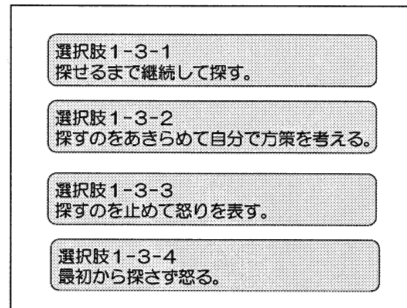 選択肢1-3-1
探せるまで継続して探す。
選択肢1-3-2
探すのをあきらめて自分で方策を考える。
選択肢1-3-3
探すのを止めて怒りを表す。
選択肢1-3-4
最初から探さず怒る。